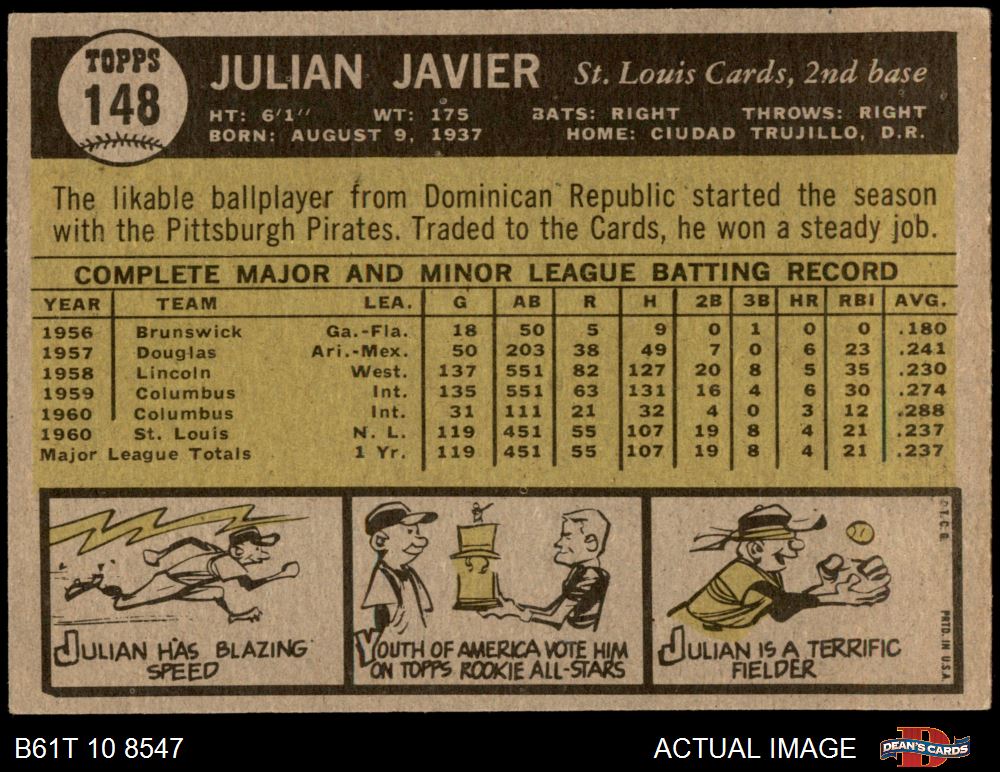 TOPPS
148
JULIAN JAVIER St. Louis Cards, 2nd base
HT: 6'1" WT: 175 BATS: RIGHT THROWS: RIGHT
BORN: AUGUST 9, 1937 HOME: CIUDAD TRUJILLO, D.R.
The likable ballplayer from Dominican Republic started the season
with the Pittsburgh Pirates. Traded to the Cards, he won a steady job.
COMPLETE MAJOR AND MINOR LEAGUE BATTING RECORD
YEAR TEAM LEA. G AB R H 2B 3B HR RBI AVG.
1956 Brunswick Ga.-Fla. 18 50 5 9 0 1 0 0 .180
1957 Douglas Ari.-Mex. 50 203 38 49 7 0 6 23 .241
1958 Lincoln West. 137 551 82 127 20 8 5 35 .230
1959 Columbus Int. 135 551 63 131 16 4 6 30 .274
1960 Columbus Int. 31 111 21 32 4 0 3 12 .288
1960 St. Louis N. L. 119 451 55 107 19 8 4 21 .237
Major League Totals 1 Yr. 119 451 55 107 19 8 4 21 .237
JULIAN HAS BLAZING
SPEED
YOUTH OF AMERICA VOTE HIM
ON TOPPS ROOKIE ALL-STARS
JULIAN IS A TERRIFIC
FIELDER
© T. C. G.
PRTD. IN U.S.A.
B61T 10 8547
ACTUAL IMAGE
DEAN'S CARDS